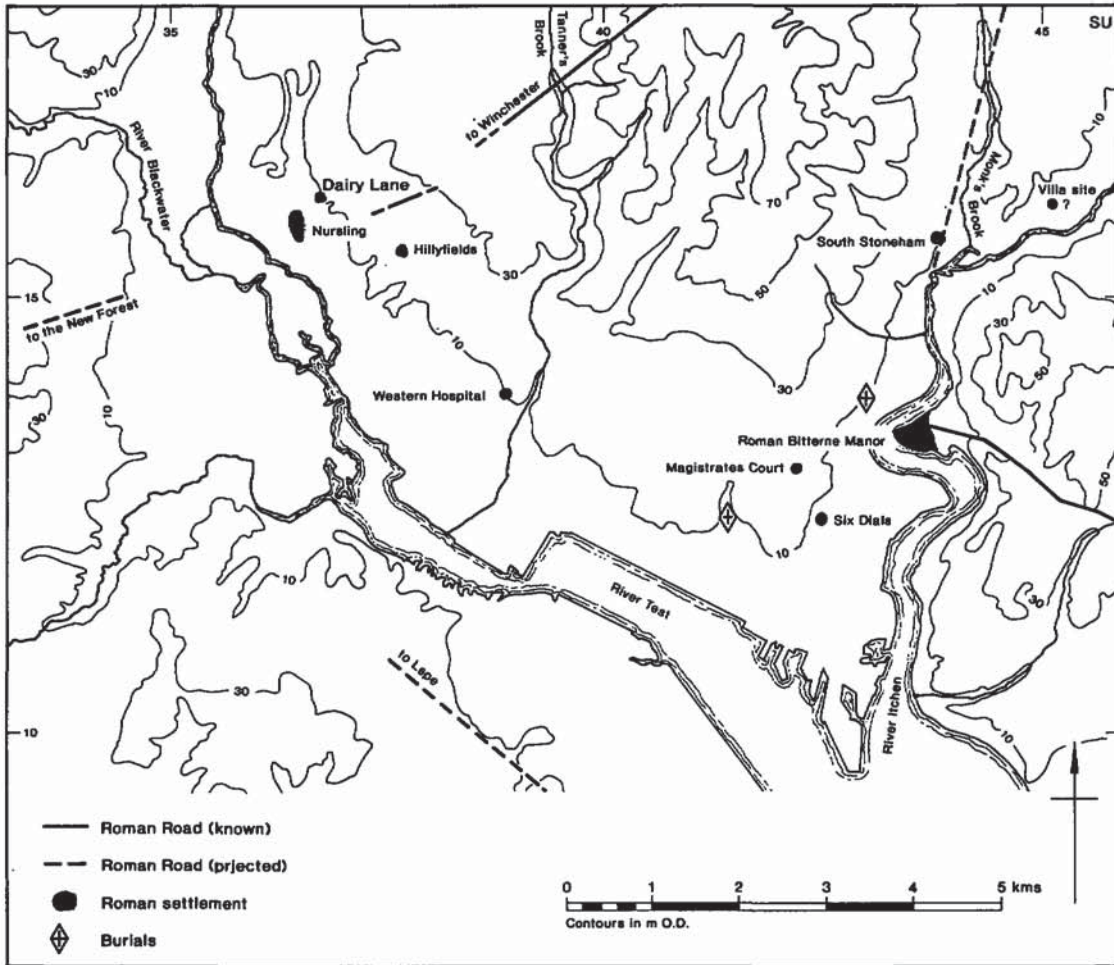 35
40
45
SU
30
10
Tanner's
Brook
to Winchester
River Blackwater
Dairy Lane
Nursling
Hillyfields
30
70
50
Monk's
Brook
10
Villa site
?
South Stoneham
15
to the New Forest
10
30
10
30
10
30
50
Western Hospital
Roman Bitterne Manor
Magistrates Court
Six Dials
10
50
30
10
River Test
River Itchen
to Lepe
30
10
10
Roman Road (known)
Roman Road (prjected)
Roman settlement
Burials
0 1 2 3 4 5 kms
Contours in m O.D.